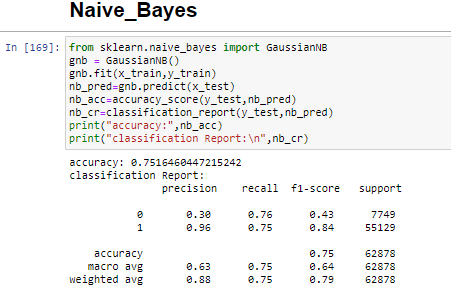 Naive_Bayes
In [169]: from sklearn.naive_bayes import GaussianNB
gnb = GaussianNB()
gnb.fit(x_train,y_train)
nb_pred=gnb.predict(x_test)
nb_acc=accuracy_score(y_test,nb_pred)
nb_cr=classification_report(y_test,nb_pred)
print("accuracy:",nb_acc)
print("classification Report:\n",nb_cr)
accuracy: 0.7516460447215242
classification Report:
precision recall f1-score support
0 0.30 0.76 0.43 7749
1 0.96 0.75 0.84 55129
accuracy 0.75 62878
macro avg 0.63 0.75 0.64 62878
weighted avg 0.88 0.75 0.79 62878